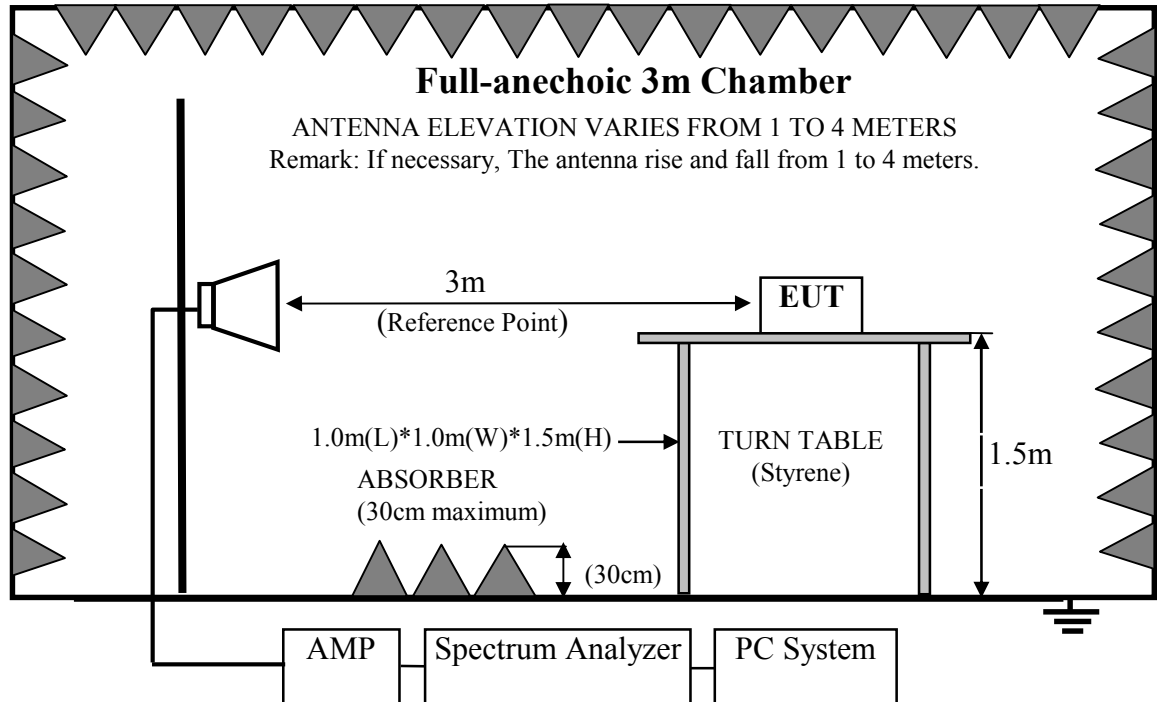 Full-anechoic 3m Chamber
ANTENNA ELEVATION VARIES FROM 1 TO 4 METERS
Remark: If necessary, The antenna rise and fall from 1 to 4 meters.
3m
(Reference Point)
EUT
1.0m(L)*1.0m(W)*1.5m(H)
TURN TABLE
(Styrene)
1.5m
ABSORBER
(30cm maximum)
(30cm)
AMP
Spectrum Analyzer
PC System